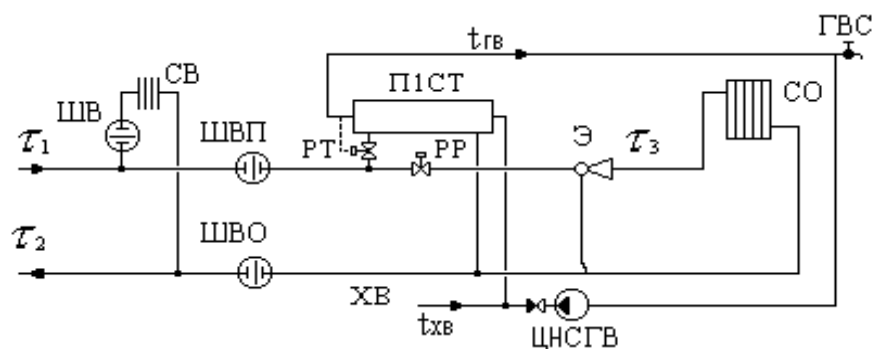 ГВС
tГВ
СВ
П1СТ
СО
ШВ
ШВП
Э
τ3
τ1
РТ
РР
ШВО
τ2
ХВ
tХВ
ЦНСГВ